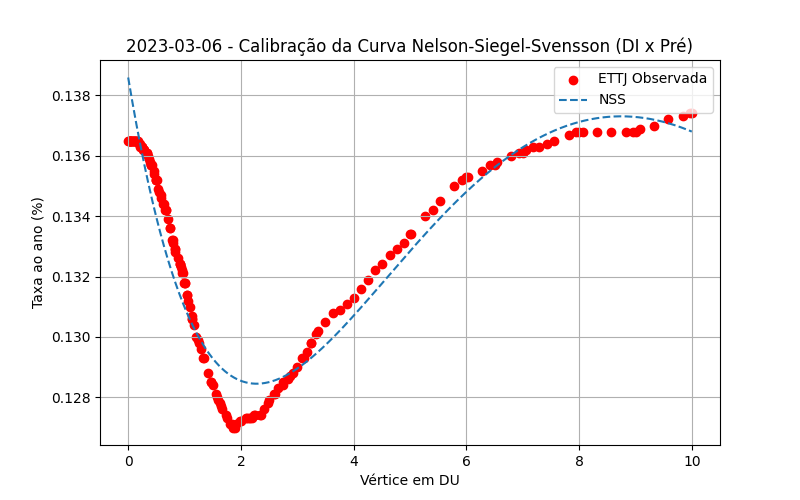 2023-03-06 - Calibração da Curva Nelson-Siegel-Svensson (DI x Pré)
ETTJ Observada
NSS
0.138
0.136
0.134
0.132
0.130
0.128
Taxa ao ano (%)
0 2 4 6 8 10
Vértice em DU